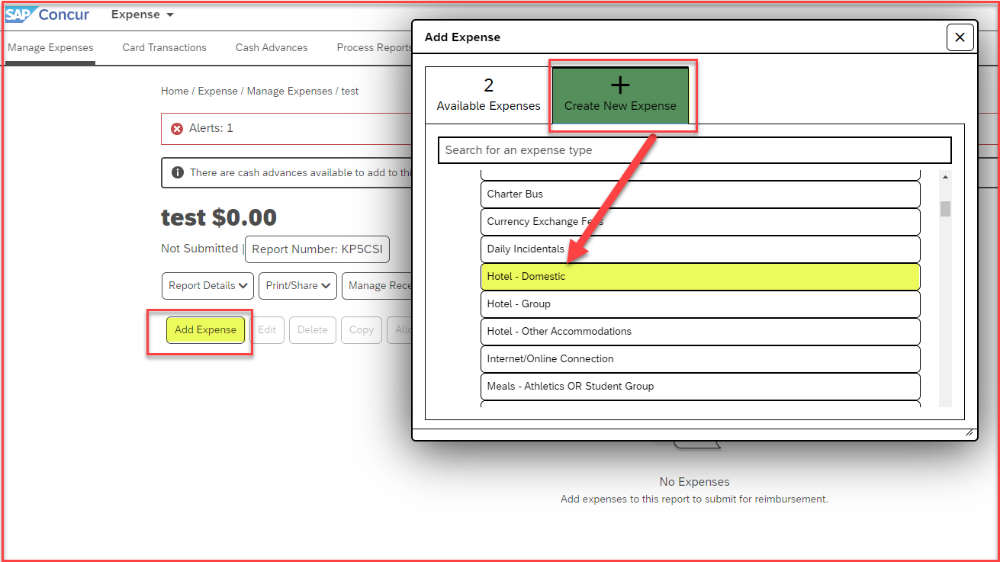 SAP Concur
Expense
Manage Expenses
Card Transactions
Cash Advances
Process Reports
Home / Expense / Manage Expenses / test
Alerts: 1
There are cash advances available to add to thi
test $0.00
Not Submitted | Report Number: KP5CSI
Report Details
Print/Share
Manage Rece
Add Expense
Edit
Delete
Copy
Allo
Add Expense
2
Available Expenses
+
Create New Expense
Search for an expense type
Charter Bus
Currency Exchange Fees
Daily Incidentals
Hotel - Domestic
Hotel - Group
Hotel - Other Accommodations
Internet/Online Connection
Meals - Athletics OR Student Group
No Expenses
Add expenses to this report to submit for reimbursement.